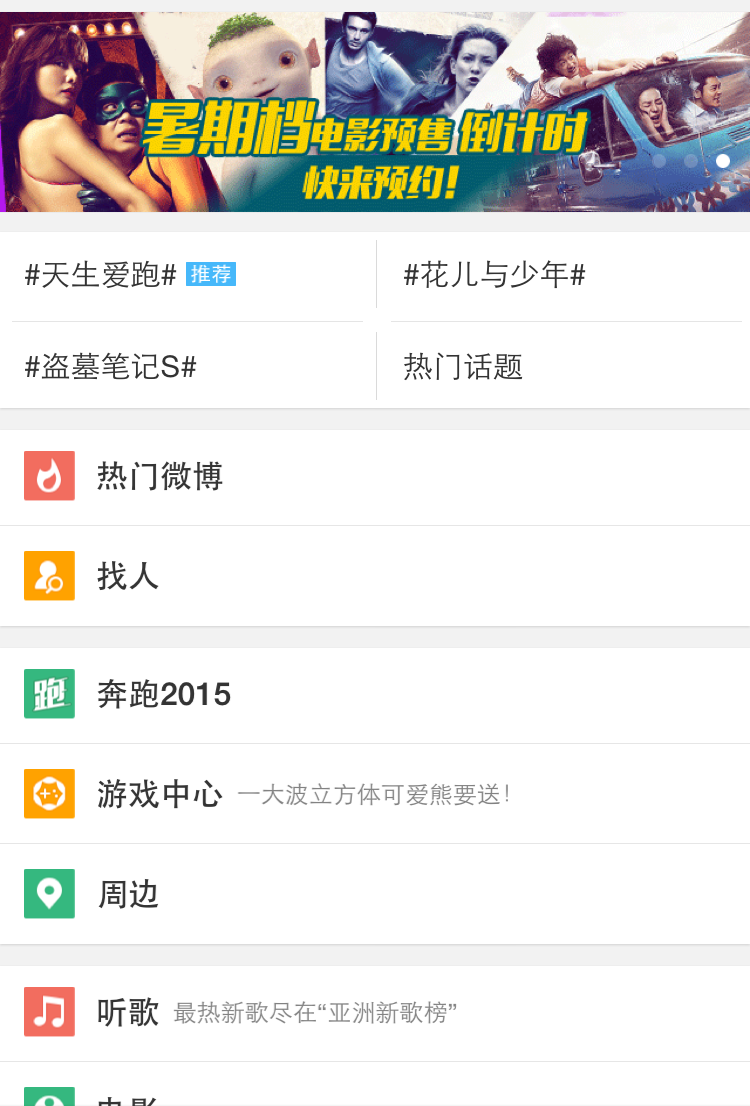 暑期档电影预售 倒计时
快来预约!
#天生爱跑# 推荐
#花儿与少年#
#盗墓笔记S#
热门话题
热门微博
找人
跑 奔跑2015
游戏中心 一大波立方体可爱熊要送!
周边
听歌 最热新歌尽在“亚洲新歌榜”
电影